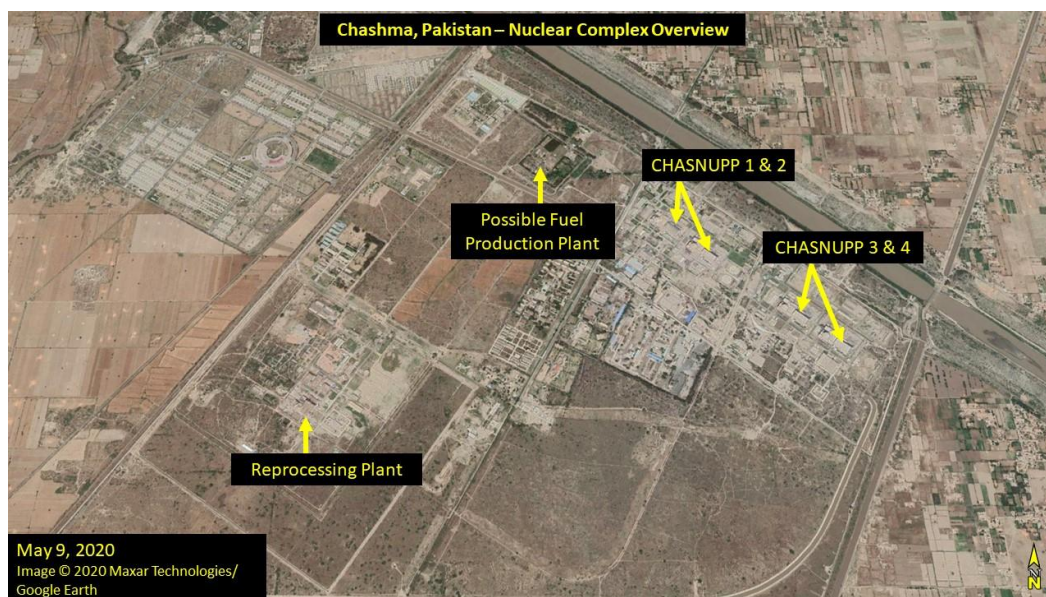 Chashma, Pakistan – Nuclear Complex Overview
CHASNUPP 1 & 2
Possible Fuel
Production Plant
CHASNUPP 3 & 4
Reprocessing Plant
May 9, 2020
Image © 2020 Maxar Technologies/
Google Earth
N